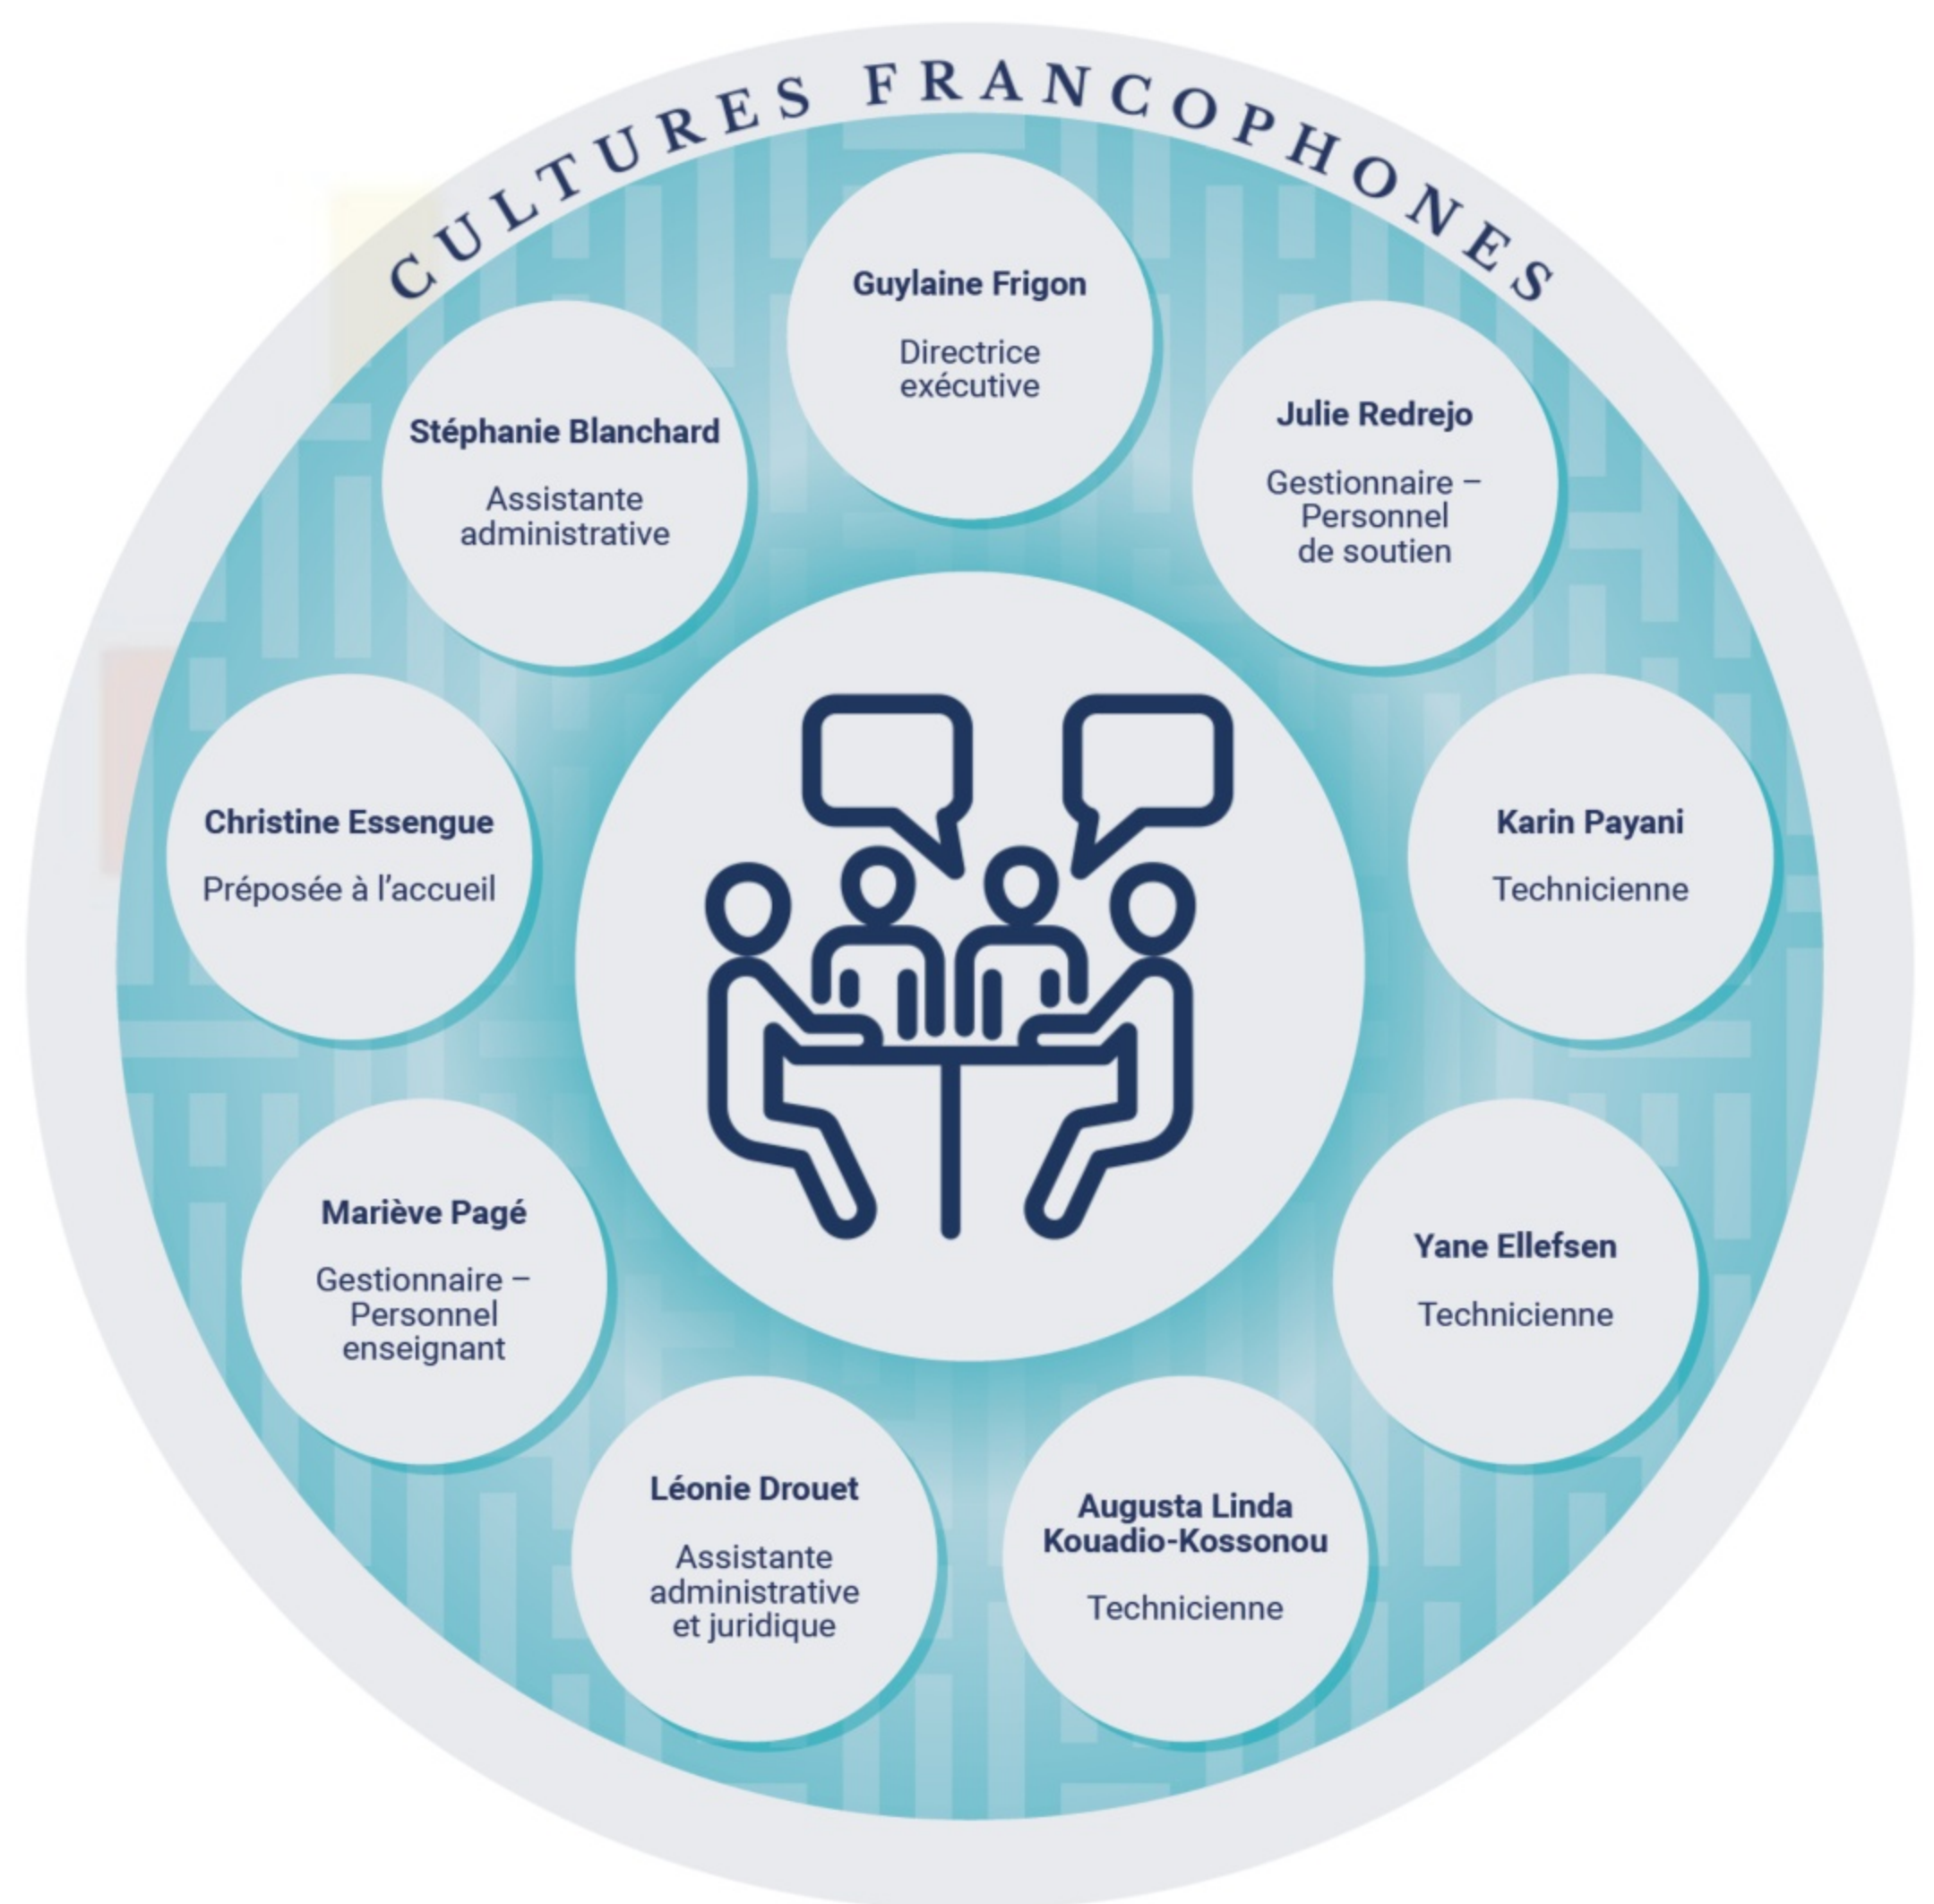 CULTURES FRANCOPHONES
Guylaine Frigon
Directrice
exécutive
Julie Redrejo
Gestionnaire –
Personnel
de soutien
Karin Payani
Technicienne
Yane Ellefsen
Technicienne
Augusta Linda
Kouadio-Kossonou
Technicienne
Léonie Drouet
Assistante
administrative
et juridique
Mariève Pagé
Gestionnaire –
Personnel
enseignant
Christine Essengue
Préposée à l'accueil
Stéphanie Blanchard
Assistante
administrative